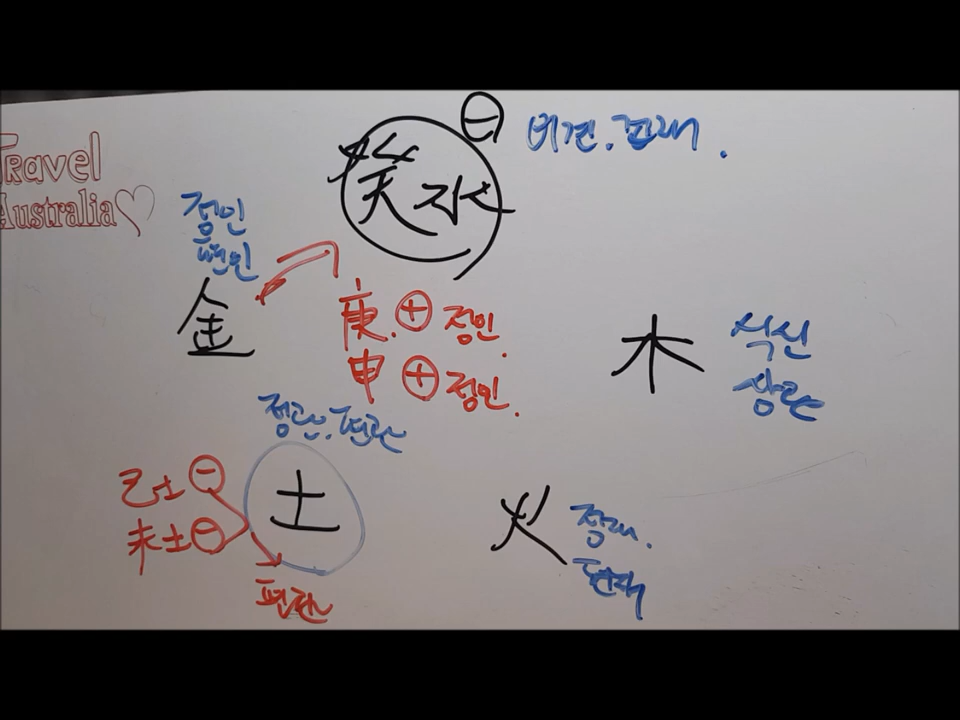 Travel
Australia
癸水 ⊖
비견. 겁재.
정인
편인
金
庚. ⊕ 정인.
申 ⊕ 정인.
木
식신
상관
정관. 편관
己土 ⊖
未土 ⊖
土
편관
火
정재.
편재